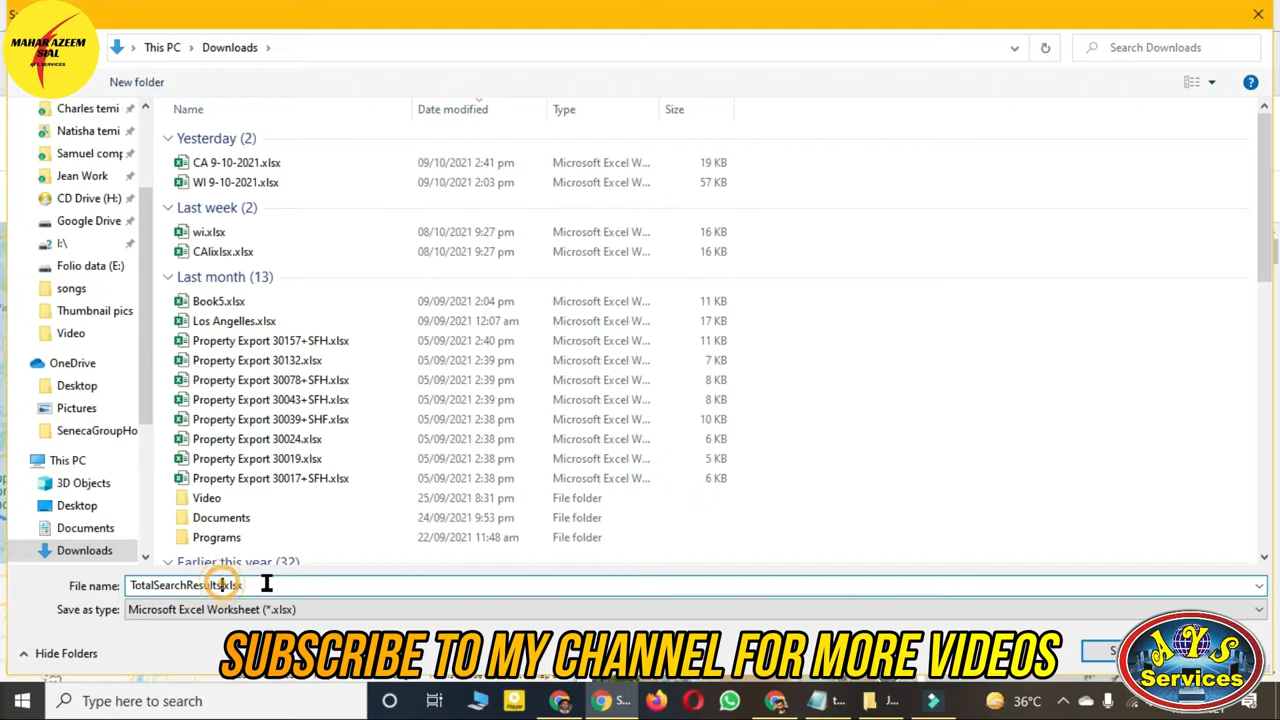 MAHAR AZEEM
SIAL
AYS SERVICES
This PC
Downloads
Search Downloads
New folder
Name
Date modified
Type
Size
Charles temi
Natisha temi
Samuel comp
Jean Work
CD Drive (H:)
Google Drive
I:\
Folio data (E:)
songs
Thumbnail pics
Video
OneDrive
Desktop
Pictures
SenecaGroupHo
This PC
3D Objects
Desktop
Documents
Downloads
Yesterday (2)
CA 9-10-2021.xlsx 09/10/2021 2:41 pm Microsoft Excel W... 19 KB
WI 9-10-2021.xlsx 09/10/2021 2:03 pm Microsoft Excel W... 57 KB
Last week (2)
wi.xlsx 08/10/2021 9:27 pm Microsoft Excel W... 16 KB
CAlixlsx.xlsx 08/10/2021 9:27 pm Microsoft Excel W... 16 KB
Last month (13)
Book5.xlsx 09/09/2021 2:04 pm Microsoft Excel W... 11 KB
Los Angelles.xlsx 09/09/2021 12:07 am Microsoft Excel W... 17 KB
Property Export 30157+SFH.xlsx 05/09/2021 2:40 pm Microsoft Excel W... 11 KB
Property Export 30132.xlsx 05/09/2021 2:39 pm Microsoft Excel W... 7 KB
Property Export 30078+SFH.xlsx 05/09/2021 2:39 pm Microsoft Excel W... 8 KB
Property Export 30043+SFH.xlsx 05/09/2021 2:39 pm Microsoft Excel W... 8 KB
Property Export 30039+SHF.xlsx 05/09/2021 2:38 pm Microsoft Excel W... 10 KB
Property Export 30024.xlsx 05/09/2021 2:38 pm Microsoft Excel W... 6 KB
Property Export 30019.xlsx 05/09/2021 2:38 pm Microsoft Excel W... 5 KB
Property Export 30017+SFH.xlsx 05/09/2021 2:38 pm Microsoft Excel W... 6 KB
Video 25/09/2021 8:31 pm File folder
Documents 24/09/2021 9:53 pm File folder
Programs 22/09/2021 11:48 am File folder
Earlier this year (32)
File name: TotalSearchResults.xlsx
Save as type: Microsoft Excel Worksheet (*.xlsx)
Hide Folders
SUBSCRIBE TO MY CHANNEL FOR MORE VIDEOS
A Y S
Services
Type here to search
S...
t...
J...
36°C